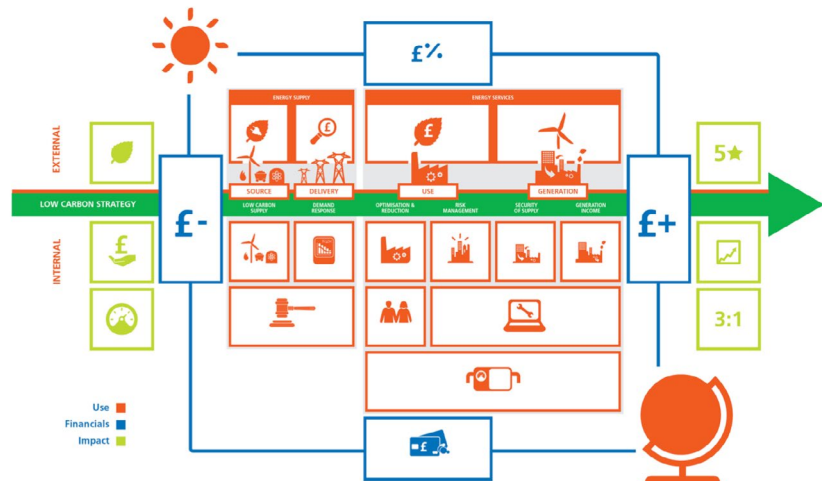 £%
ENERGY SUPPLY
ENERGY SERVICES
EXTERNAL
£
£
5★
SOURCE
DELIVERY
USE
GENERATION
LOW CARBON STRATEGY
£-
LOW CARBON
SUPPLY
DEMAND
RESPONSE
OPTIMISATION &
REDUCTION
RISK
MANAGEMENT
SECURITY
OF SUPPLY
GENERATION
INCOME
£+
INTERNAL
£
3:1
Use
Financials
Impact
£